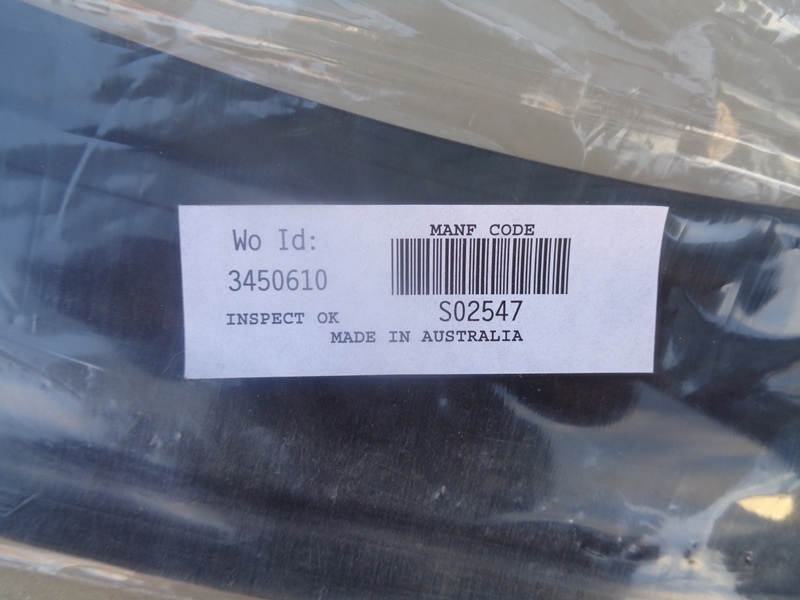 Wo Id:
3450610
INSPECT OK
MANF CODE
S02547
MADE IN AUSTRALIA